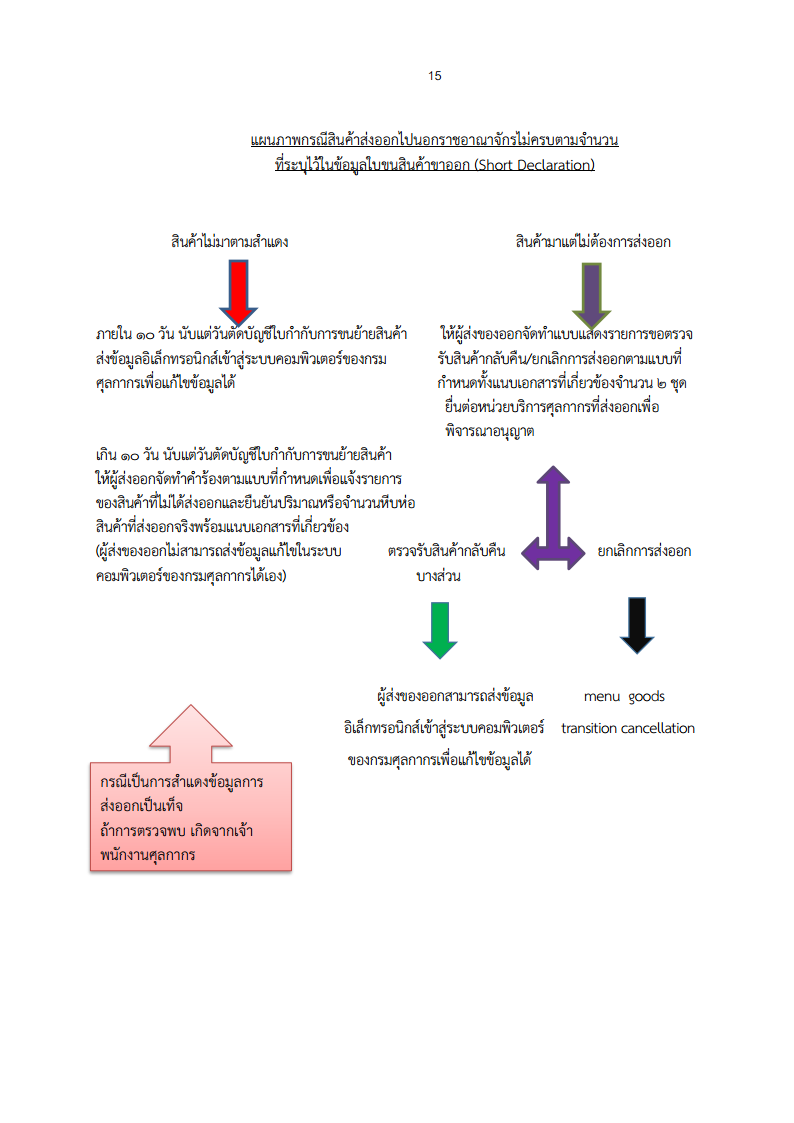 15
แผนภาพกรณีสินค้าส่งออกไปนอกราชอาณาจักรไม่ครบตามจำนวน
ที่ระบุไว้ในข้อมูลใบขนสินค้าขาออก (Short Declaration)
สินค้าไม่มาตามสำแดง
ภายใน ๑๐ วัน นับแต่วันตัดบัญชีใบกำกับการขนย้ายสินค้า
ส่งข้อมูลอิเล็กทรอนิกส์เข้าสู่ระบบคอมพิวเตอร์ของกรม
ศุลกากรเพื่อแก้ไขข้อมูลได้
เกิน ๑๐ วัน นับแต่วันตัดบัญชีใบกำกับการขนย้ายสินค้า
ให้ผู้ส่งออกจัดทำคำร้องตามแบบที่กำหนดเพื่อแจ้งรายการ
ของสินค้าที่ไม่ได้ส่งออกและยืนยันปริมาณหรือจำนวนหีบห่อ
สินค้าที่ส่งออกจริงพร้อมแนบเอกสารที่เกี่ยวข้อง
(ผู้ส่งของออกไม่สามารถส่งข้อมูลแก้ไขในระบบ
คอมพิวเตอร์ของกรมศุลกากรได้เอง)
กรณีเป็นการสำแดงข้อมูลการ
ส่งออกเป็นเท็จ
ถ้าการตรวจพบ เกิดจากเจ้า
พนักงานศุลกากร
สินค้ามาแต่ไม่ต้องการส่งออก
ให้ผู้ส่งของออกจัดทำแบบแสดงรายการขอตรวจ
รับสินค้ากลับคืน/ยกเลิกการส่งออกตามแบบที่
กำหนดทั้งแนบเอกสารที่เกี่ยวข้องจำนวน ๒ ชุด
ยื่นต่อหน่วยบริการศุลกากรที่ส่งออกเพื่อ
พิจารณาอนุญาต
ตรวจรับสินค้ากลับคืน
บางส่วน
ยกเลิกการส่งออก
ผู้ส่งของออกสามารถส่งข้อมูล
อิเล็กทรอนิกส์เข้าสู่ระบบคอมพิวเตอร์
ของกรมศุลกากรเพื่อแก้ไขข้อมูลได้
menu goods
transition cancellation